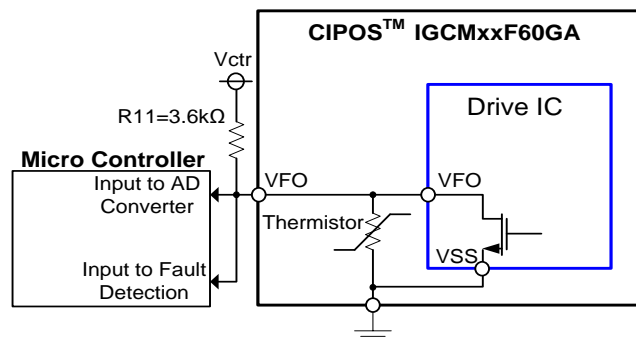 CIPOS™ IGCMxxF60GA
Vctr
Drive IC
R11=3.6kΩ
Micro Controller
Input to AD
Converter
VFO
VFO
Thermistor
VSS
Input to Fault
Detection